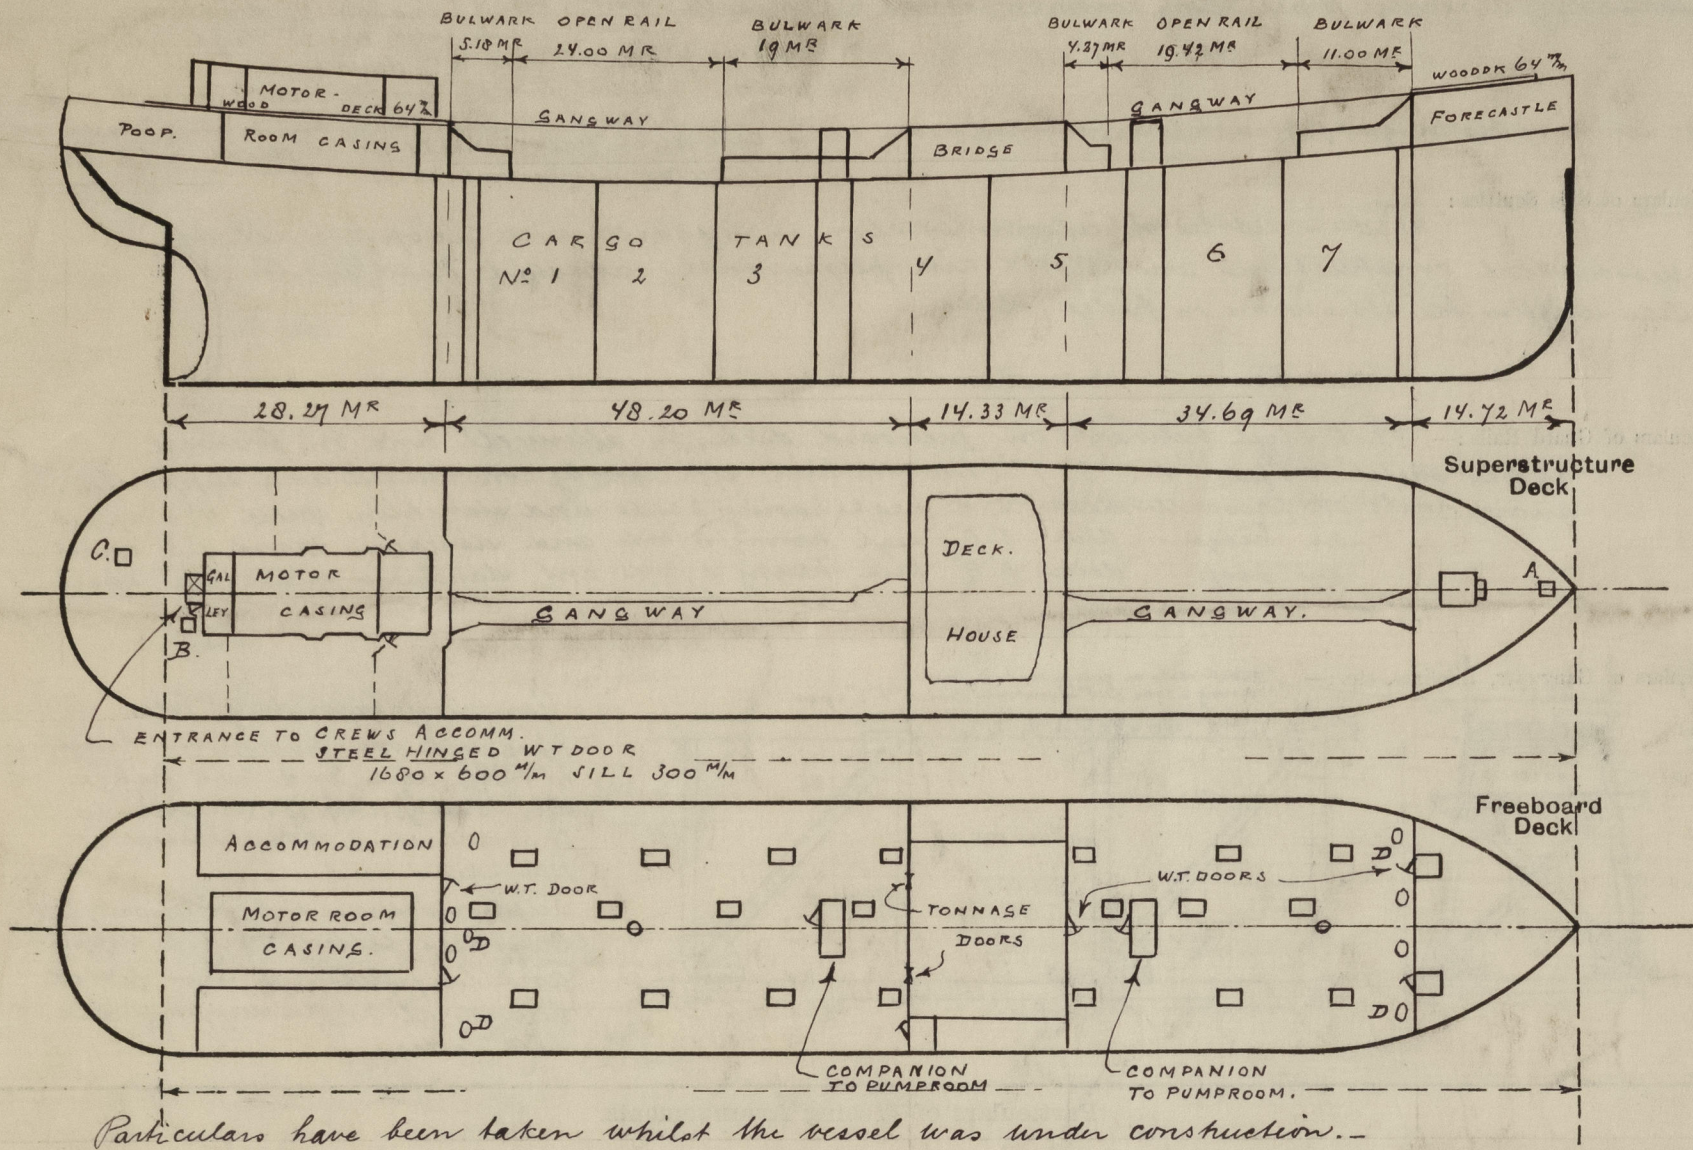 BULWARK OPEN RAIL BULWARK BULWARK OPEN RAIL BULWARK
5.18 MR 24.00 MR 19 MR 4.37 MR 19.42 MR 11.00 MR
WOOD DK 64 m/m
MOTOR-
WOOD DECK 64 m/m
GANGWAY GANGWAY
FORECASTLE
POOP. ROOM CASING
BRIDGE
CARGO TANKS
No 1 2 3 4 5 6 7
28.27 MR 48.20 MR 14.33 MR 34.69 MR 14.72 MR
Superstructure
Deck
C.
GAL
LEY
MOTOR
CASING
GANGWAY
DECK.
HOUSE
GANGWAY.
A
B.
ENTRANCE TO CREWS ACCOMM.
STEEL HINGED W T DOOR
1680 x 600 M/m SILL 300 M/M
Freeboard
Deck
ACCOMMODATION
D
W.T. DOOR
W.T. DOORS
MOTOR ROOM
CASING.
TONNAGE
DOORS
D
D
D
COMPANION
TO PUMPROOM
COMPANION
TO PUMPROOM.
Particulars have been taken whilst the vessel was under construction.-